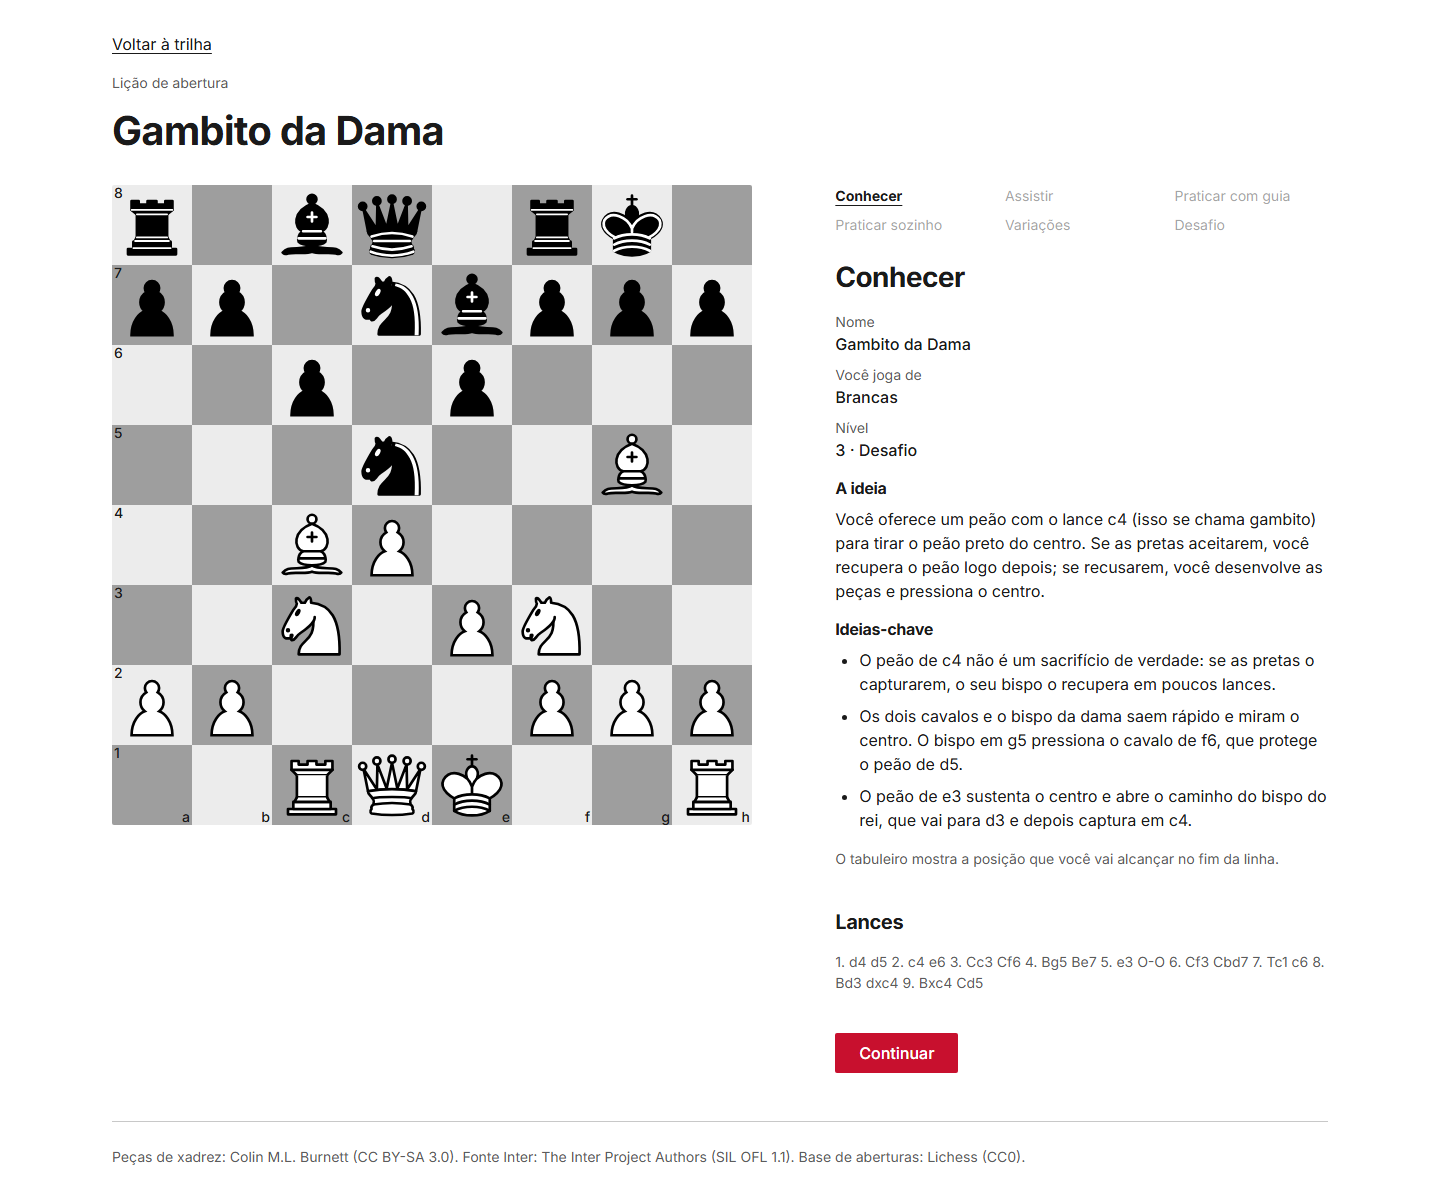 Voltar à trilha
Lição de abertura
Gambito da Dama
8
7
6
5
4
3
2
1
a b c d e f g h
Conhecer Assistir Praticar com guia
Praticar sozinho Variações Desafio
Conhecer
Nome
Gambito da Dama
Você joga de
Brancas
Nível
3 · Desafio
A ideia
Você oferece um peão com o lance c4 (isso se chama gambito)
para tirar o peão preto do centro. Se as pretas aceitarem, você
recupera o peão logo depois; se recusarem, você desenvolve as
peças e pressiona o centro.
Ideias-chave
• O peão de c4 não é um sacrifício de verdade: se as pretas o
capturarem, o seu bispo o recupera em poucos lances.
• Os dois cavalos e o bispo da dama saem rápido e miram o
centro. O bispo em g5 pressiona o cavalo de f6, que protege
o peão de d5.
• O peão de e3 sustenta o centro e abre o caminho do bispo do
rei, que vai para d3 e depois captura em c4.
O tabuleiro mostra a posição que você vai alcançar no fim da linha.
Lances
1. d4 d5 2. c4 e6 3. Cc3 Cf6 4. Bg5 Be7 5. e3 O-O 6. Cf3 Cbd7 7. Tc1 c6 8.
Bd3 dxc4 9. Bxc4 Cd5
Continuar
Peças de xadrez: Colin M.L. Burnett (CC BY-SA 3.0). Fonte Inter: The Inter Project Authors (SIL OFL 1.1). Base de aberturas: Lichess (CC0).